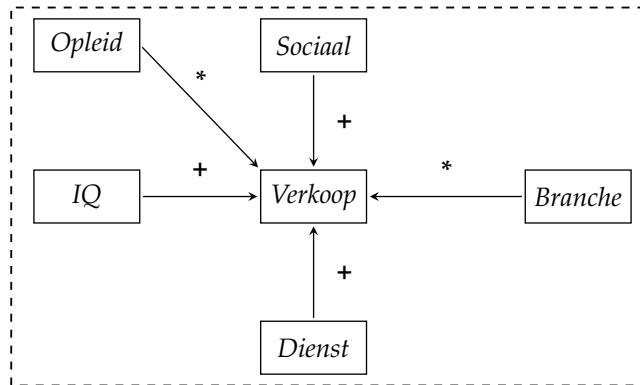 Opleid
Sociaal
*
+
+
*
IQ
Verkoop
Branche
+
Dienst